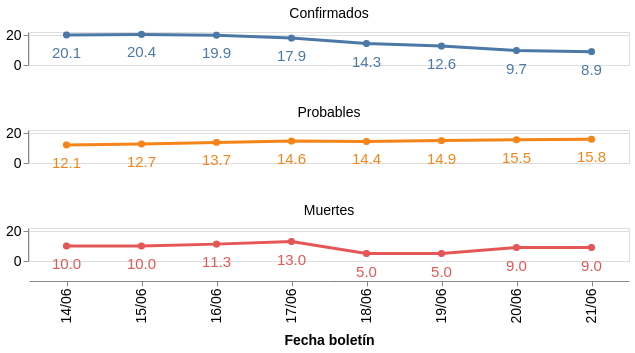 Confirmados
20
0
20.1 20.4 19.9 17.9 14.3 12.6 9.7 8.9
Probables
20
0
12.1 12.7 13.7 14.6 14.4 14.9 15.5 15.8
Muertes
20
0
10.0 10.0 11.3 13.0 5.0 5.0 9.0 9.0
14/06 15/06 16/06 17/06 18/06 19/06 20/06 21/06
Fecha boletín